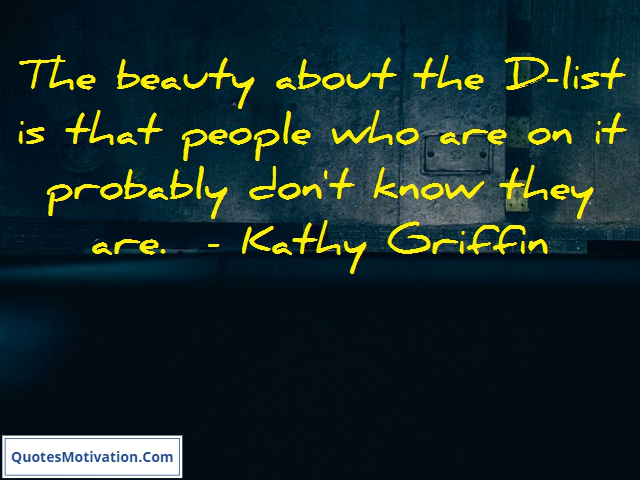 The beauty about the D-list
is that people who are on it
probably don't know they
are. - Kathy Griffin
QuotesMotivation.Com